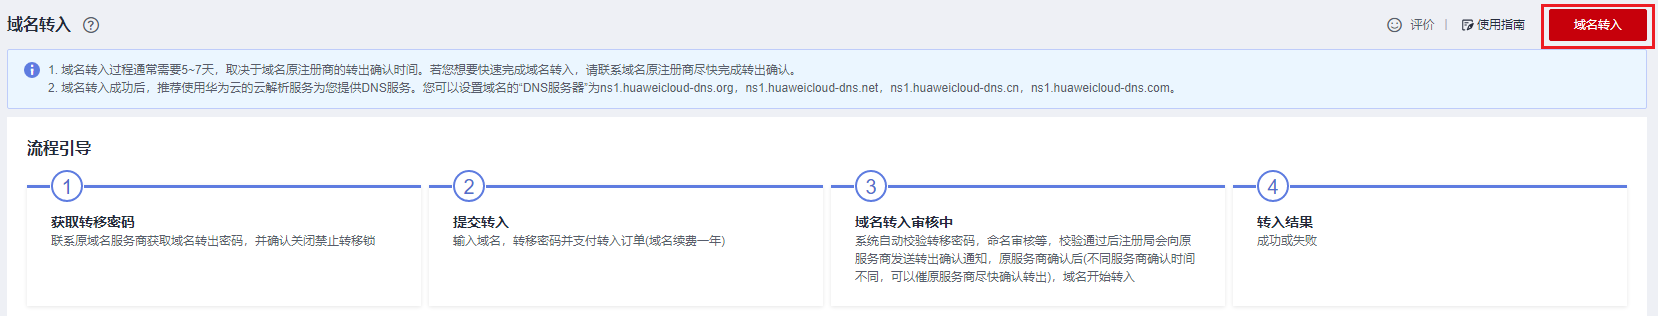 域名转入 ?
评价 | 使用指南 域名转入
1. 域名转入过程通常需要5~7天，取决于域名原注册商的转出确认时间。若您想要快速完成域名转入，请联系域名原注册商尽快完成转出确认。
2. 域名转入成功后，推荐使用华为云的云解析服务为您提供DNS服务。您可以设置域名的“DNS服务器”为ns1.huaweicloud-dns.org，ns1.huaweicloud-dns.net，ns1.huaweicloud-dns.cn，ns1.huaweicloud-dns.com。
流程引导
1
获取转移密码
联系原域名服务商获取域名转出密码，并确认关闭禁止转移锁
2
提交转入
输入域名，转移密码并支付转入订单(域名续费一年)
3
域名转入审核中
系统自动校验转移密码，命名审核等，校验通过后注册局会向原
服务商发送转出确认通知，原服务商确认后(不同服务商确认时间
不同，可以催原服务商尽快确认转出)，域名开始转入
4
转入结果
成功或失败